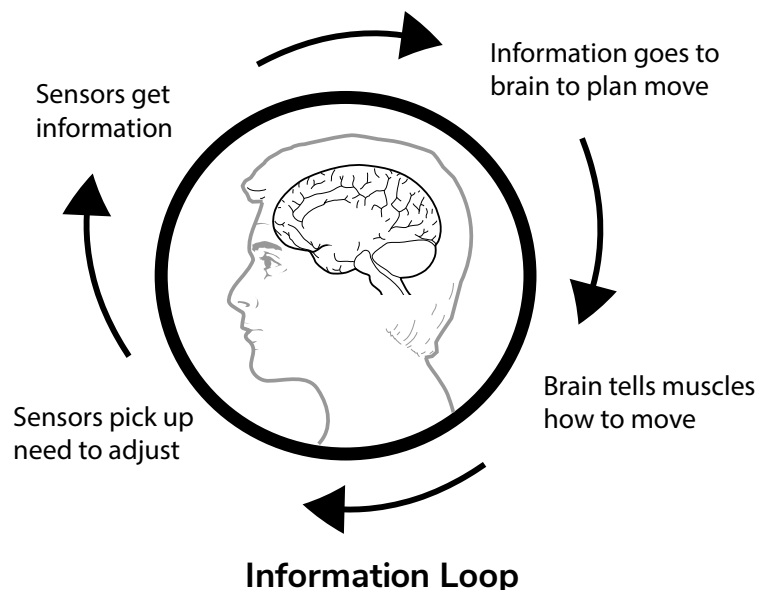 Sensors get
information
Information goes to
brain to plan move
Brain tells muscles
how to move
Sensors pick up
need to adjust
Information Loop